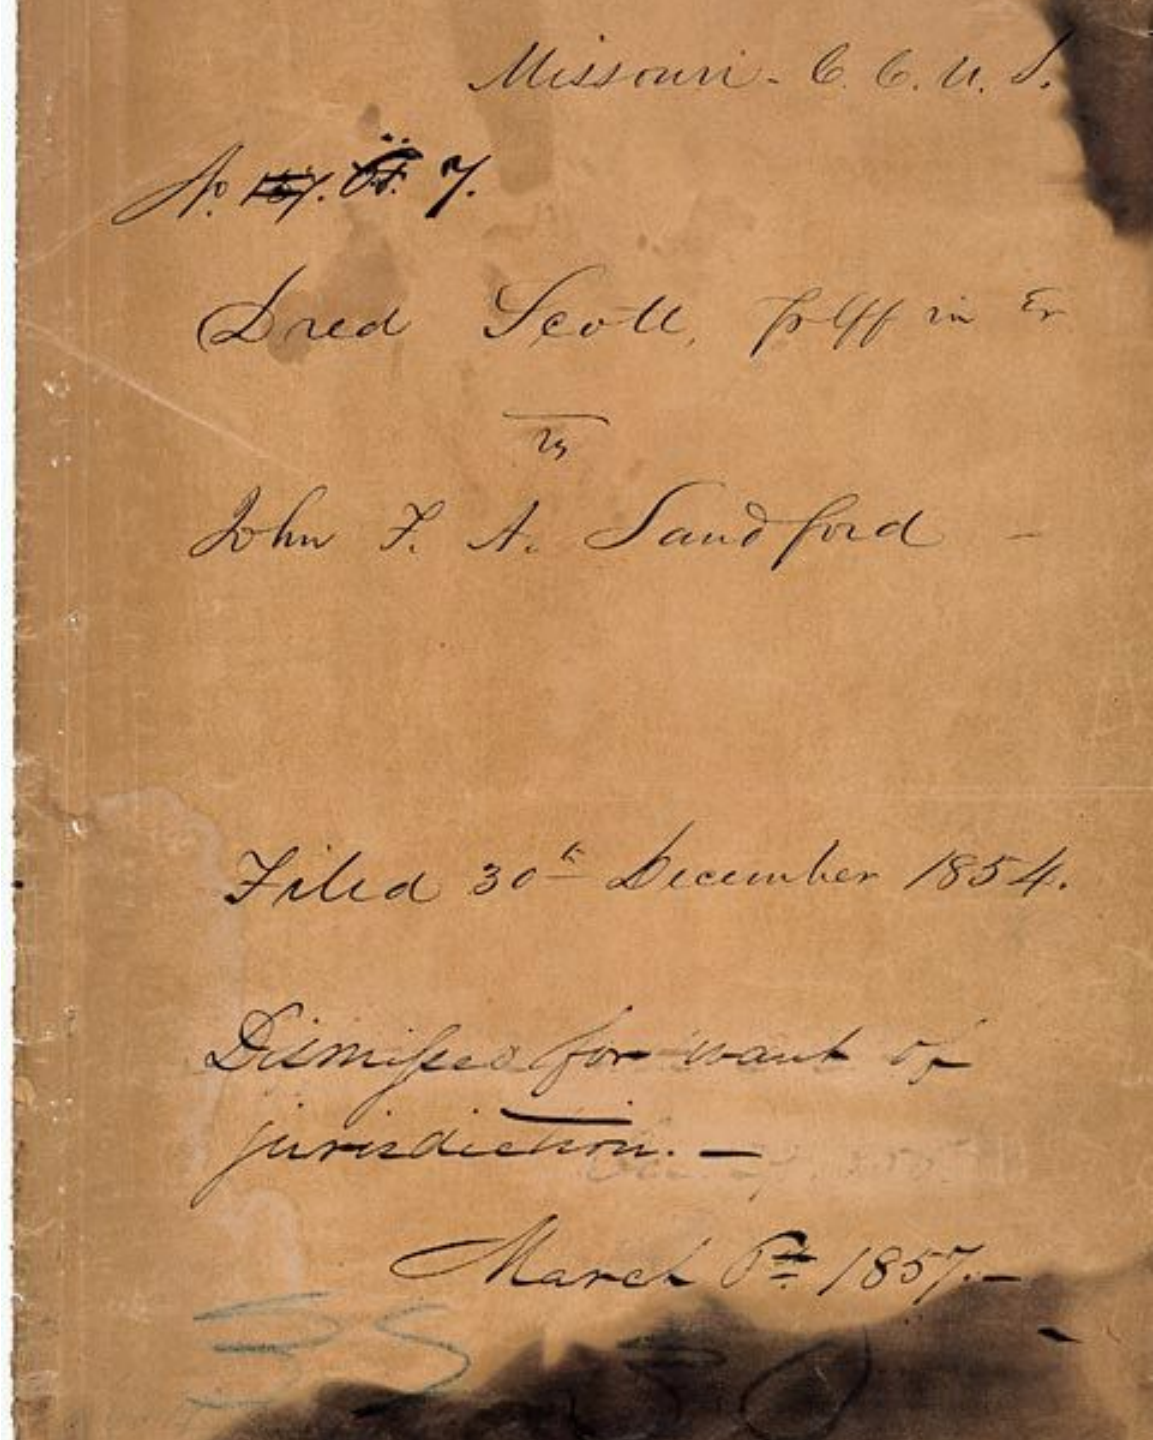 Missouri - C. C. U. S.
No. 7.
Dred Scott, Plff in Er
vs
John F. A. Sandford -
Filed 30th December 1854.
Dismissed for want of
jurisdiction. —
March 6th 1857. —